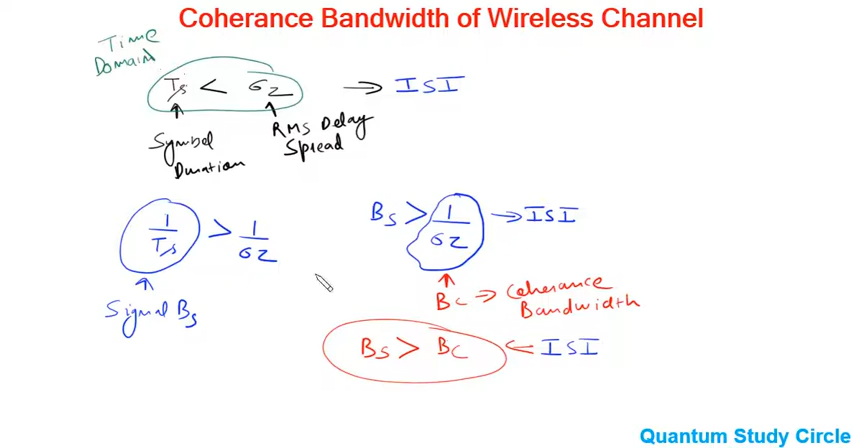 Coherance Bandwidth of Wireless Channel
Time
Domain
Ts < σz → ISI
Symbol
Duration
RMS Delay
Spread
1/Ts > 1/σz
Signal Bs
Bs > 1/σz → ISI
Bc → Coherance
Bandwidth
Bs > Bc ← ISI
Quantum Study Circle